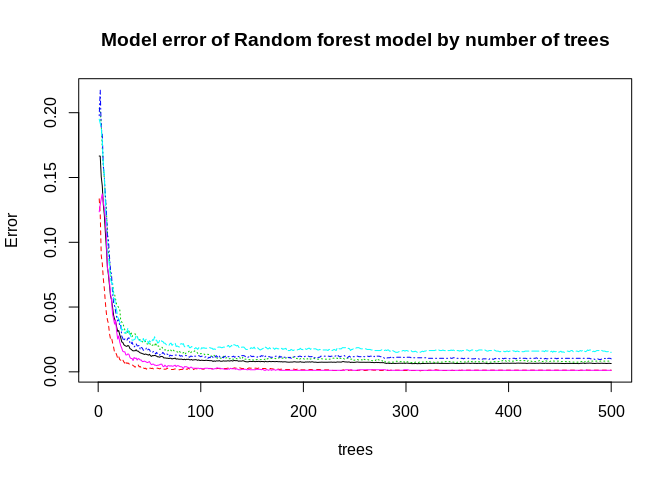 Model error of Random forest model by number of trees
Error
0.20
0.15
0.10
0.05
0.00
0 100 200 300 400 500
trees